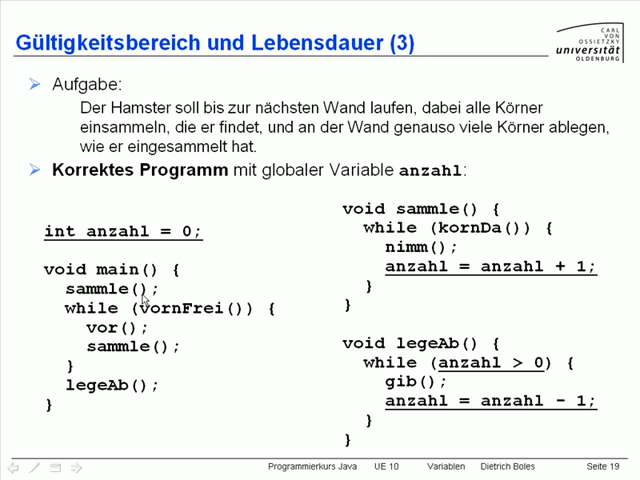 Gültigkeitsbereich und Lebensdauer (3)
CARL
VON
OSSIETZKY
universität
OLDENBURG
Aufgabe:
Der Hamster soll bis zur nächsten Wand laufen, dabei alle Körner
einsammeln, die er findet, und an der Wand genauso viele Körner ablegen,
wie er eingesammelt hat.
Korrektes Programm mit globaler Variable anzahl:
int anzahl = 0;
void main() {
sammle();
while (vornFrei()) {
vor();
sammle();
}
legeAb();
}
void sammle() {
while (kornDa()) {
nimm();
anzahl = anzahl + 1;
}
}
void legeAb() {
while (anzahl > 0) {
gib();
anzahl = anzahl - 1;
}
}
Programmierkurs Java UE 10 Variablen Dietrich Boles Seite 19